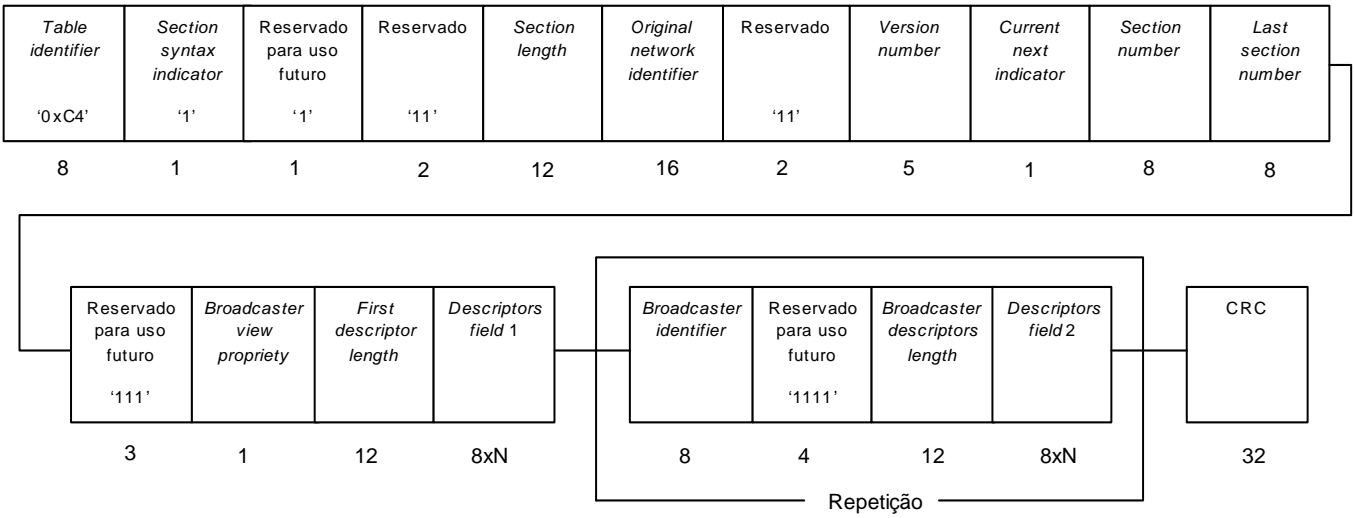 Table
identifier
‘0xC4’
Section
syntax
indicator
‘1’
Reservado
para uso
futuro
‘1’
Reservado
‘11’
Section
length
Original
network
identifier
Reservado
‘11’
Version
number
Current
next
indicator
Section
number
Last
section
number
8 1 1 2 12 16 2 5 1 8 8
Reservado
para uso
futuro
‘111’
Broadcaster
view
propriety
First
descriptor
length
Descriptors
field 1
Broadcaster
identifier
Reservado
para uso
futuro
‘1111’
Broadcaster
descriptors
length
Descriptors
field 2
CRC
3 1 12 8xN 8 4 12 8xN 32
Repetição